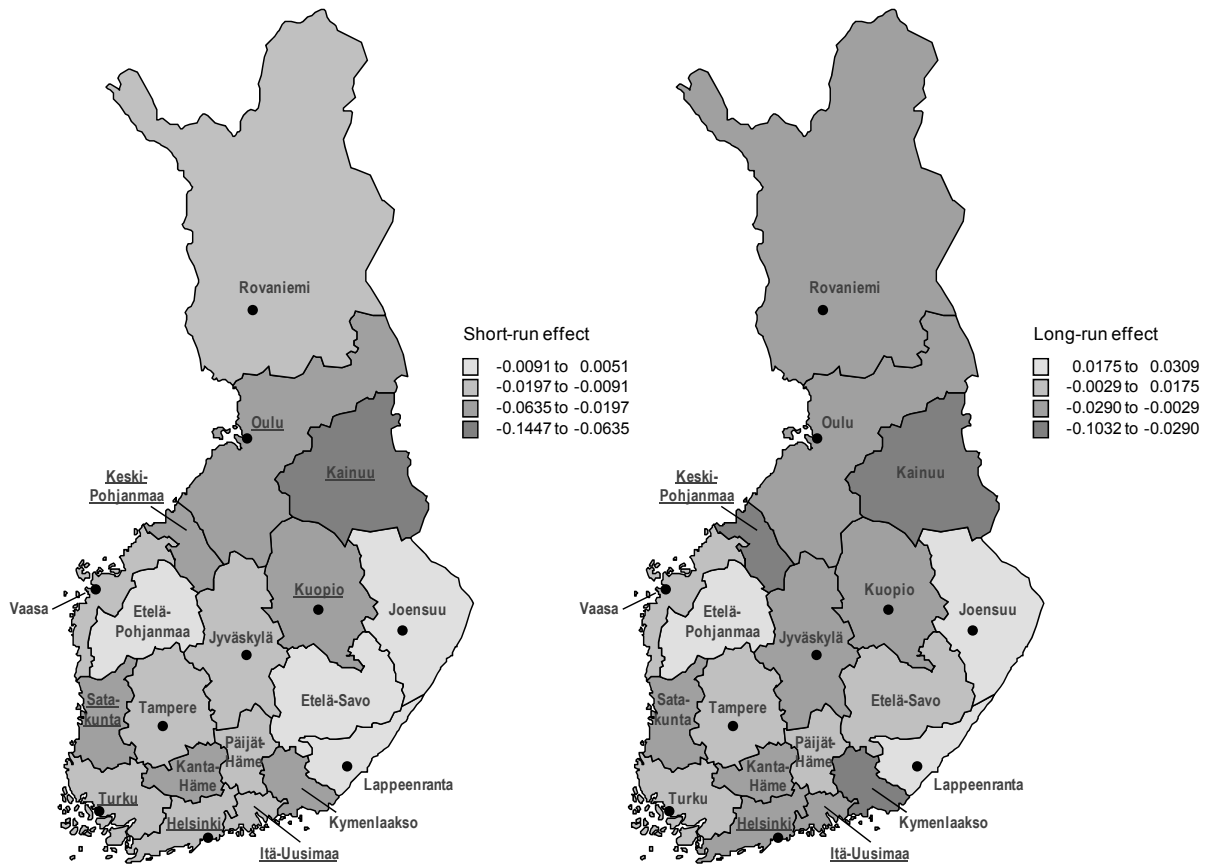 Rovaniemi
Short-run effect
-0.0091 to 0.0051
-0.0197 to -0.0091
-0.0635 to -0.0197
-0.1447 to -0.0635
Oulu
Kainuu
Keski-
Pohjanmaa
Vaasa
Etelä-
Pohjanmaa
Kuopio
Joensuu
Jyväskylä
Sata-
kunta
Tampere
Etelä-Savo
Päijät-
Häme
Kanta-
Häme
Lappeenranta
Turku
Kymenlaakso
Helsinki
Itä-Uusimaa
Rovaniemi
Long-run effect
0.0175 to 0.0309
-0.0029 to 0.0175
-0.0290 to -0.0029
-0.1032 to -0.0290
Oulu
Kainuu
Keski-
Pohjanmaa
Vaasa
Etelä-
Pohjanmaa
Kuopio
Joensuu
Jyväskylä
Sata-
kunta
Tampere
Etelä-Savo
Päijät-
Häme
Kanta-
Häme
Lappeenranta
Turku
Kymenlaakso
Helsinki
Itä-Uusimaa